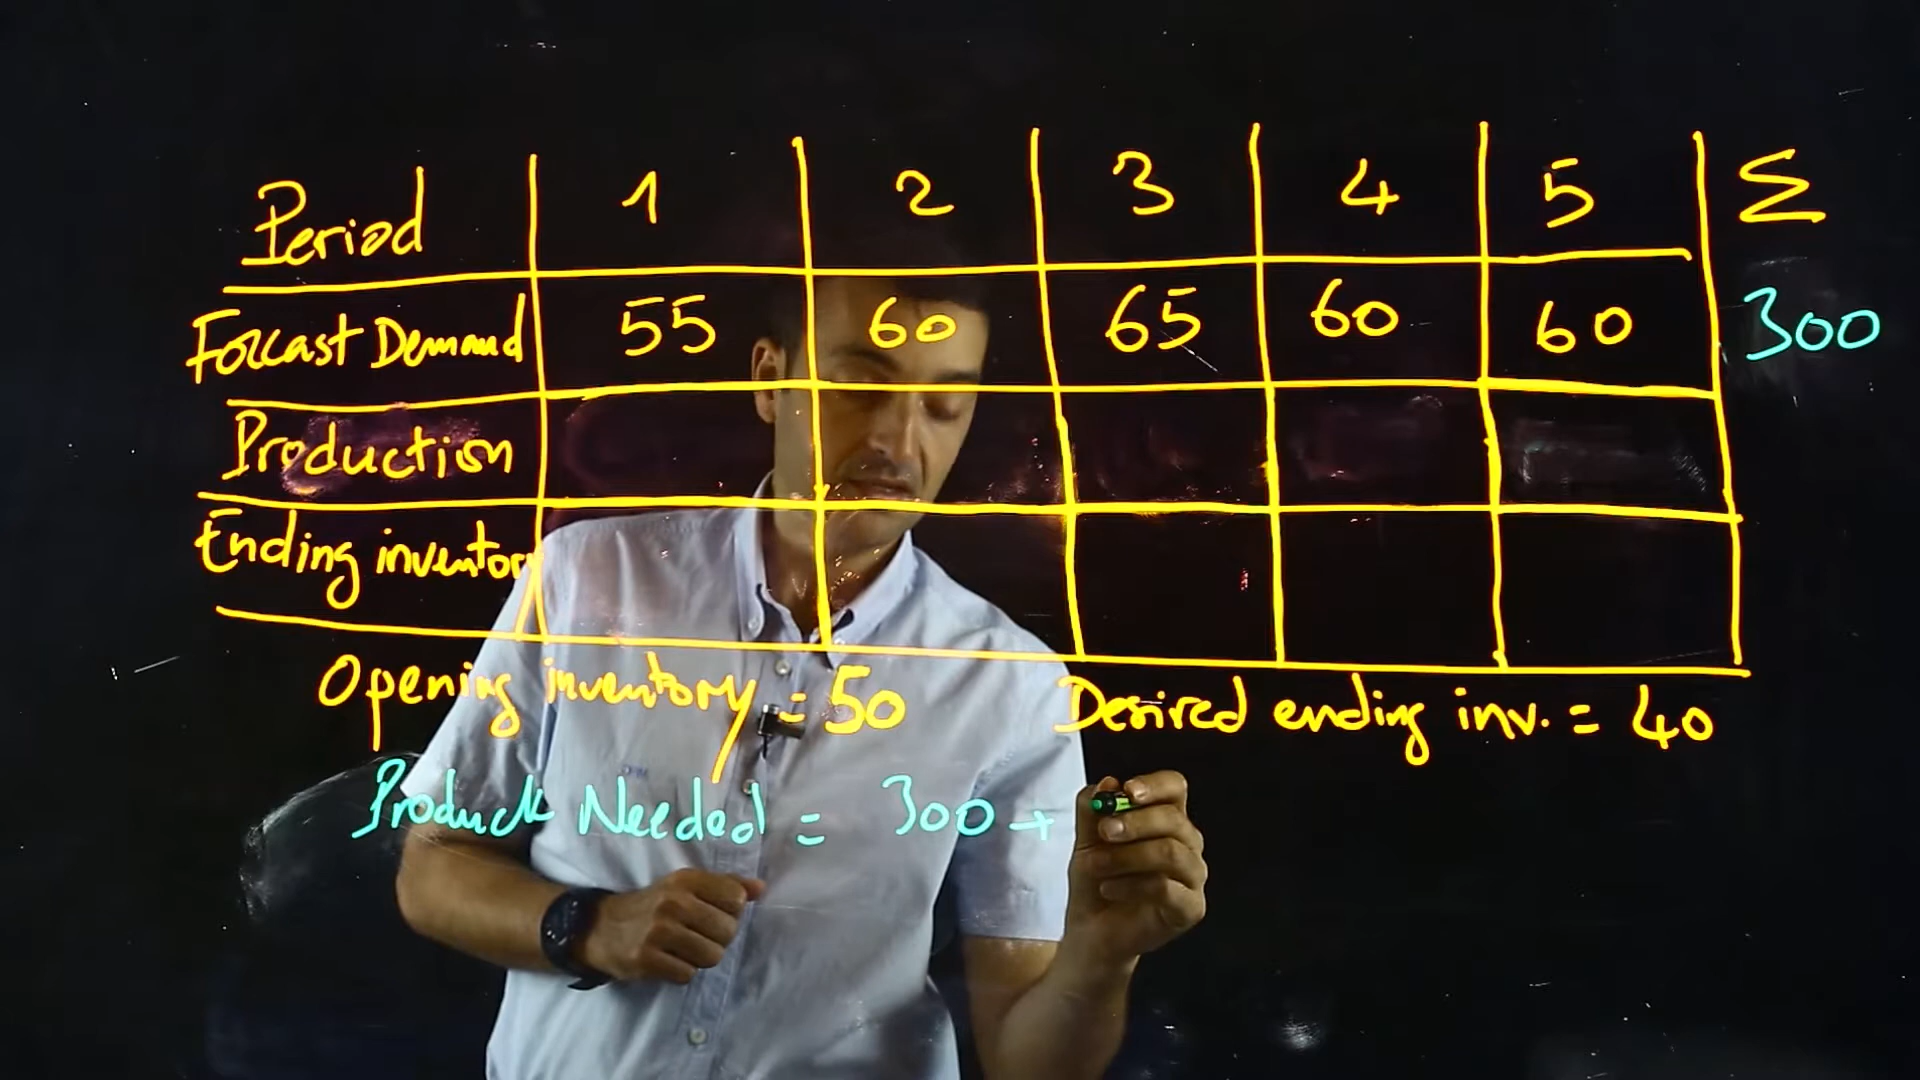 Period 1 2 3 4 5 Σ
Forcast Demand 55 60 65 60 60 300
Production
Ending inventory
Opening inventory = 50 Desired ending inv. = 40
Needed = 300 +